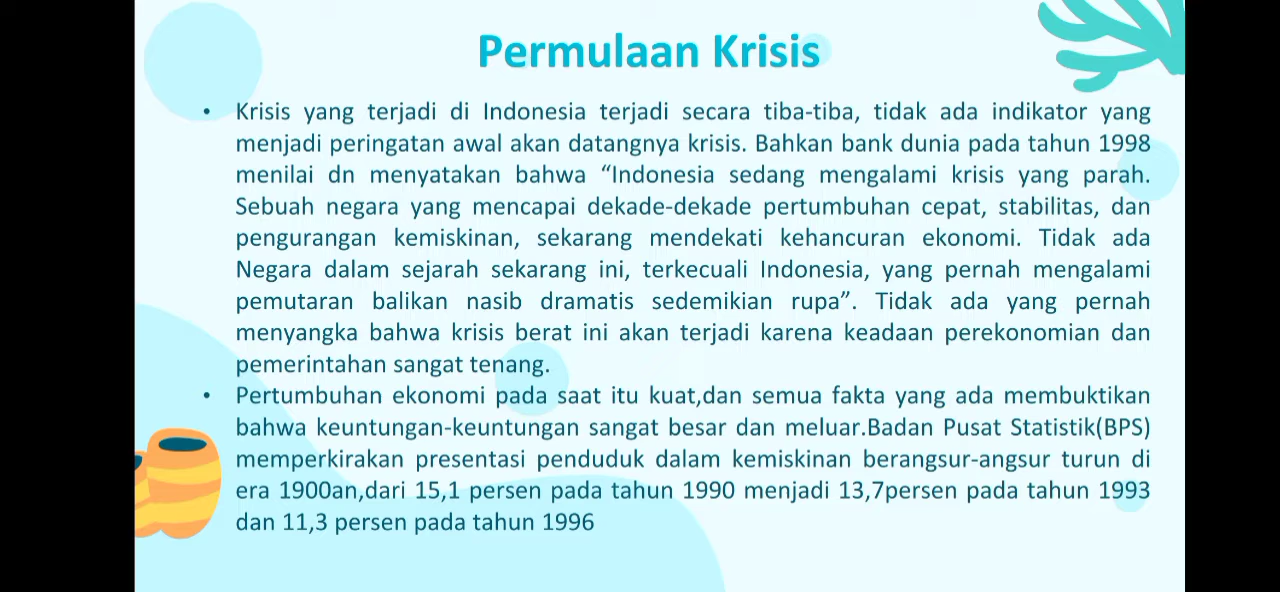 Permulaan Krisis
• Krisis yang terjadi di Indonesia terjadi secara tiba-tiba, tidak ada indikator yang
menjadi peringatan awal akan datangnya krisis. Bahkan bank dunia pada tahun 1998
menilai dn menyatakan bahwa “Indonesia sedang mengalami krisis yang parah.
Sebuah negara yang mencapai dekade-dekade pertumbuhan cepat, stabilitas, dan
pengurangan kemiskinan, sekarang mendekati kehancuran ekonomi. Tidak ada
Negara dalam sejarah sekarang ini, terkecuali Indonesia, yang pernah mengalami
pemutaran balikan nasib dramatis sedemikian rupa”. Tidak ada yang pernah
menyangka bahwa krisis berat ini akan terjadi karena keadaan perekonomian dan
pemerintahan sangat tenang.
• Pertumbuhan ekonomi pada saat itu kuat,dan semua fakta yang ada membuktikan
bahwa keuntungan-keuntungan sangat besar dan meluar.Badan Pusat Statistik(BPS)
memperkirakan presentasi penduduk dalam kemiskinan berangsur-angsur turun di
era 1900an,dari 15,1 persen pada tahun 1990 menjadi 13,7persen pada tahun 1993
dan 11,3 persen pada tahun 1996